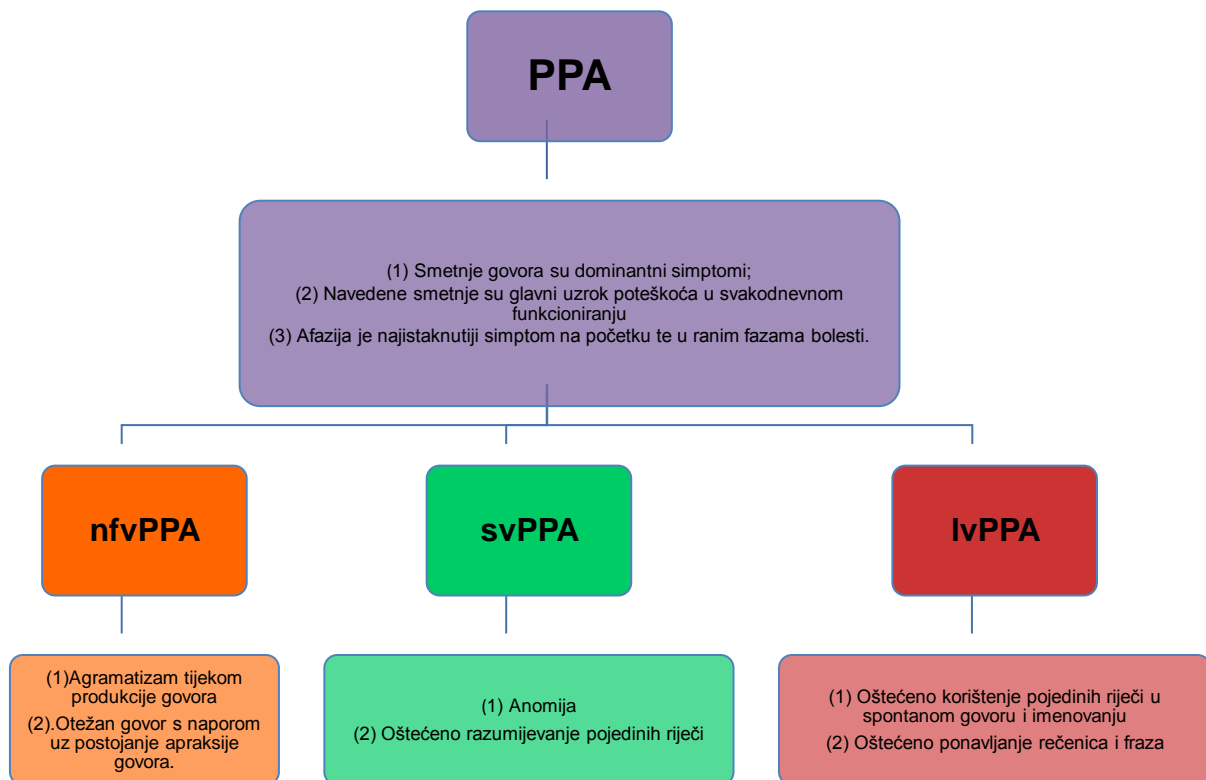 PPA
(1) Smetnje govora su dominantni simptomi;
(2) Navedene smetnje su glavni uzrok poteškoća u svakodnevnom
funkcioniranju
(3) Afazija je najistaknutiji simptom na početku te u ranim fazama bolesti.
nfvPPA
svPPA
lvPPA
(1)Agramatizam tijekom
produkcije govora
(2).Otežan govor s naporom
uz postojanje apraksije
govora.
(1) Anomija
(2) Oštećeno razumijevanje pojedinih riječi
(1) Oštećeno korištenje pojedinih riječi u
spontanom govoru i imenovanju
(2) Oštećeno ponavljanje rečenica i fraza